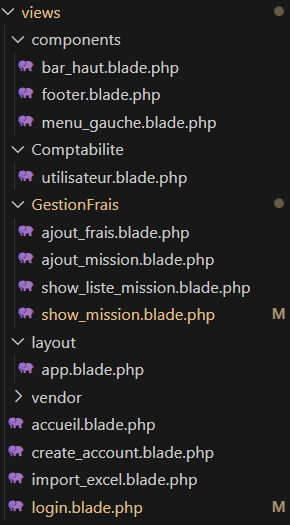 views
components
bar_haut.blade.php
footer.blade.php
menu_gauche.blade.php
Comptabilite
utilisateur.blade.php
GestionFrais
ajout_frais.blade.php
ajout_mission.blade.php
show_liste_mission.blade.php
show_mission.blade.php M
layout
app.blade.php
vendor
accueil.blade.php
create_account.blade.php
import_excel.blade.php
login.blade.php M